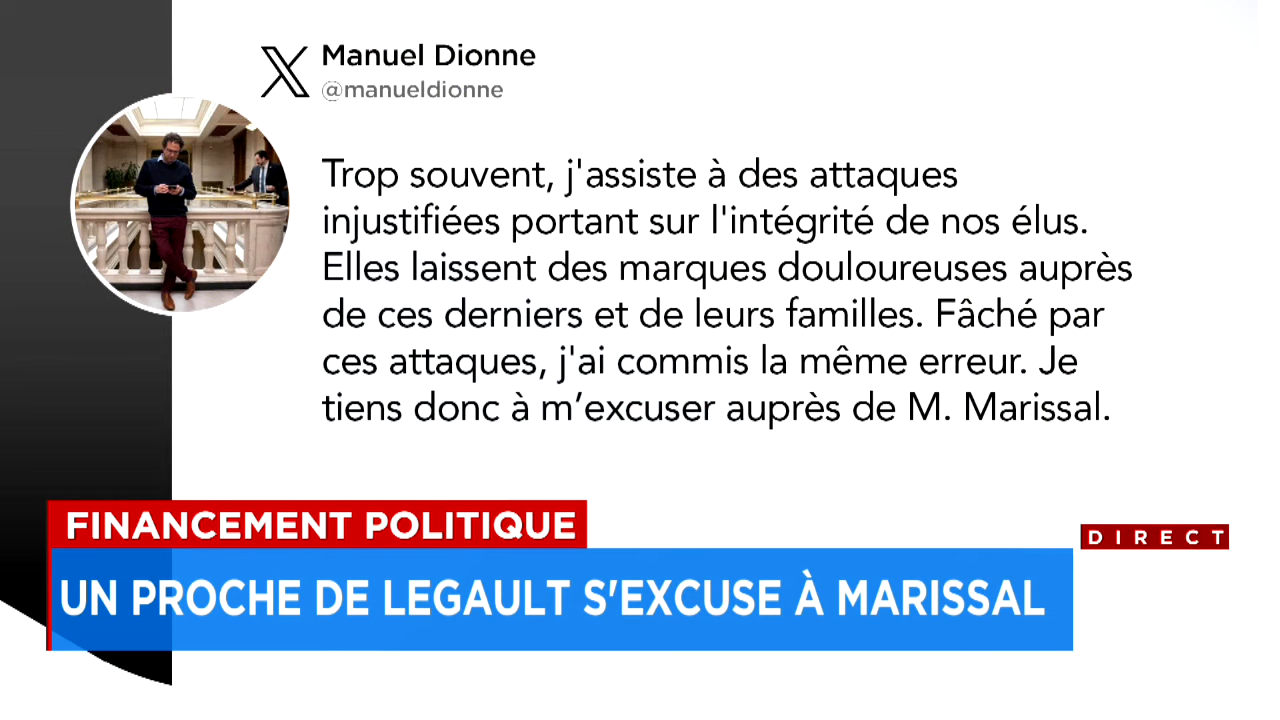 Manuel Dionne
@manueldionne
Trop souvent, j'assiste à des attaques
injustifiées portant sur l'intégrité de nos élus.
Elles laissent des marques douloureuses auprès
de ces derniers et de leurs familles. Fâché par
ces attaques, j'ai commis la même erreur. Je
tiens donc à m’excuser auprès de M. Marissal.
FINANCEMENT POLITIQUE
DIRECT
UN PROCHE DE LEGAULT S'EXCUSE À MARISSAL